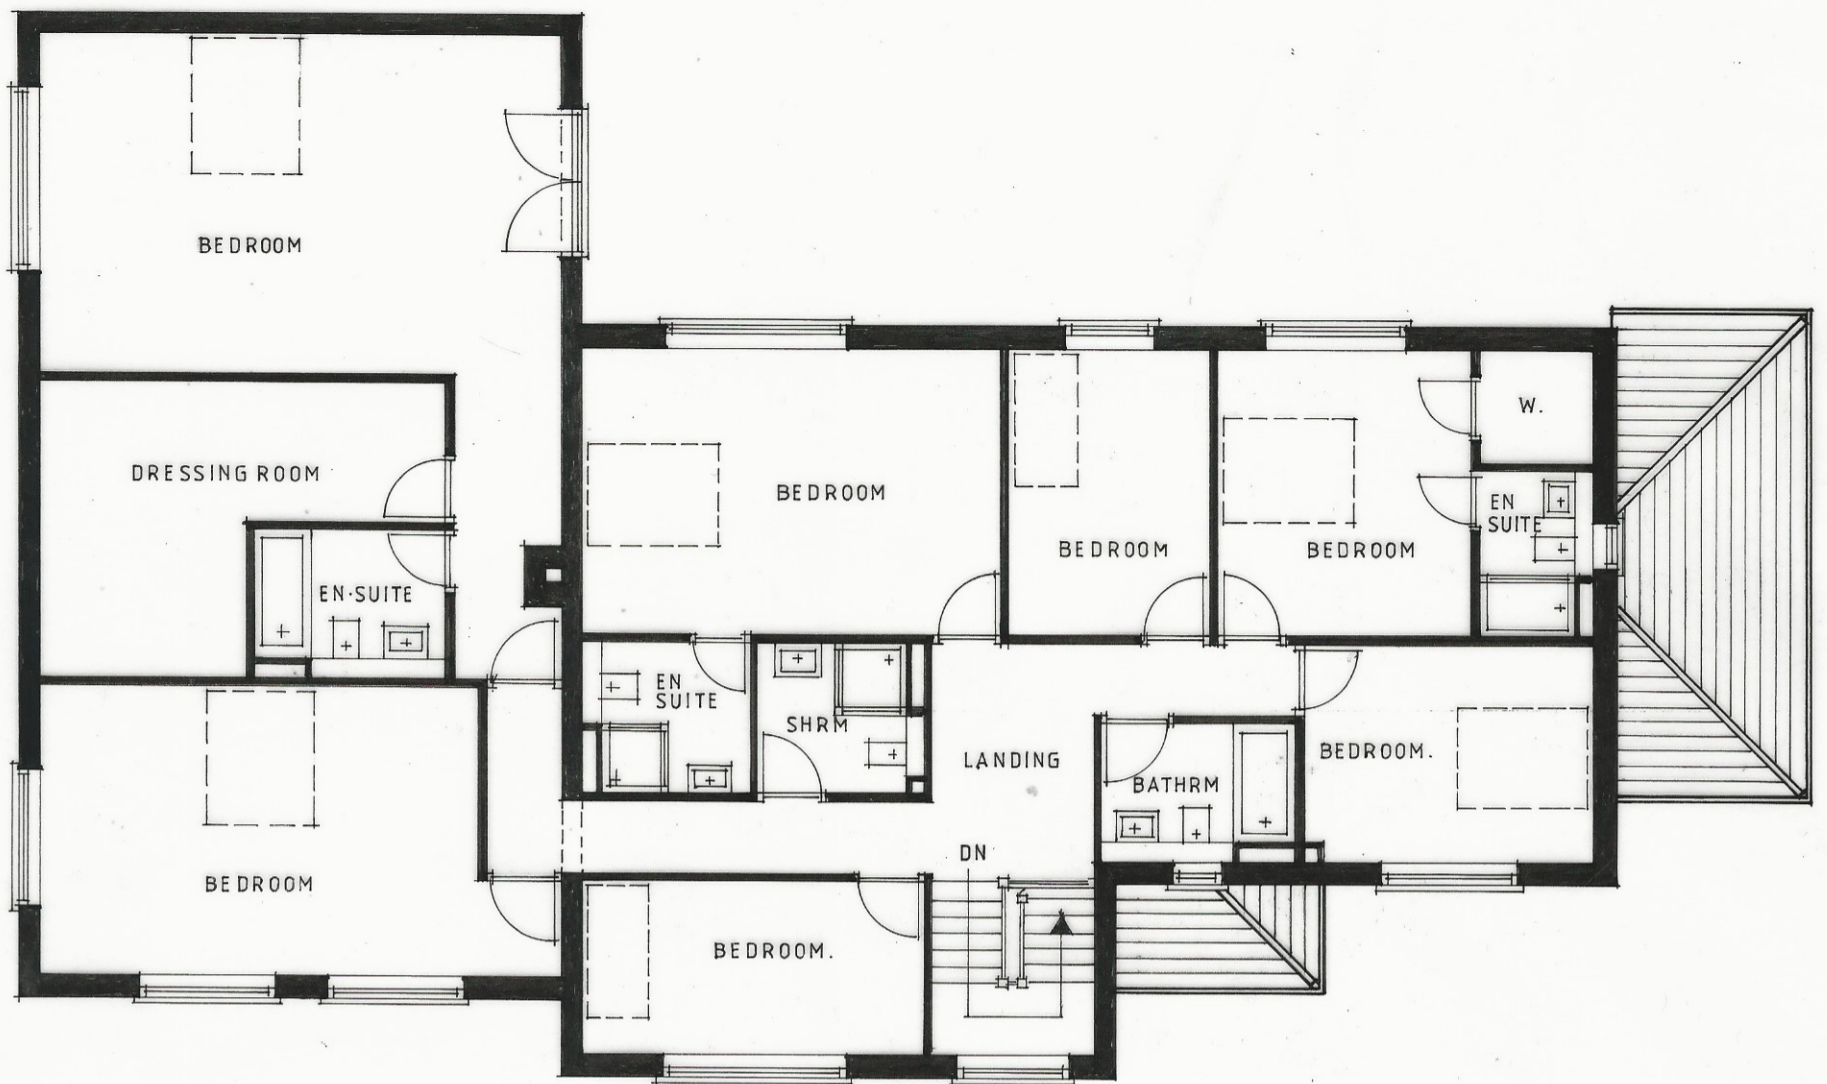 BEDROOM
DRESSING ROOM
EN·SUITE
BEDROOM
BEDROOM
BEDROOM
BEDROOM
W.
EN
SUITE
EN
SUITE
SHRM
LANDING
BATHRM
BEDROOM.
DN
BEDROOM.